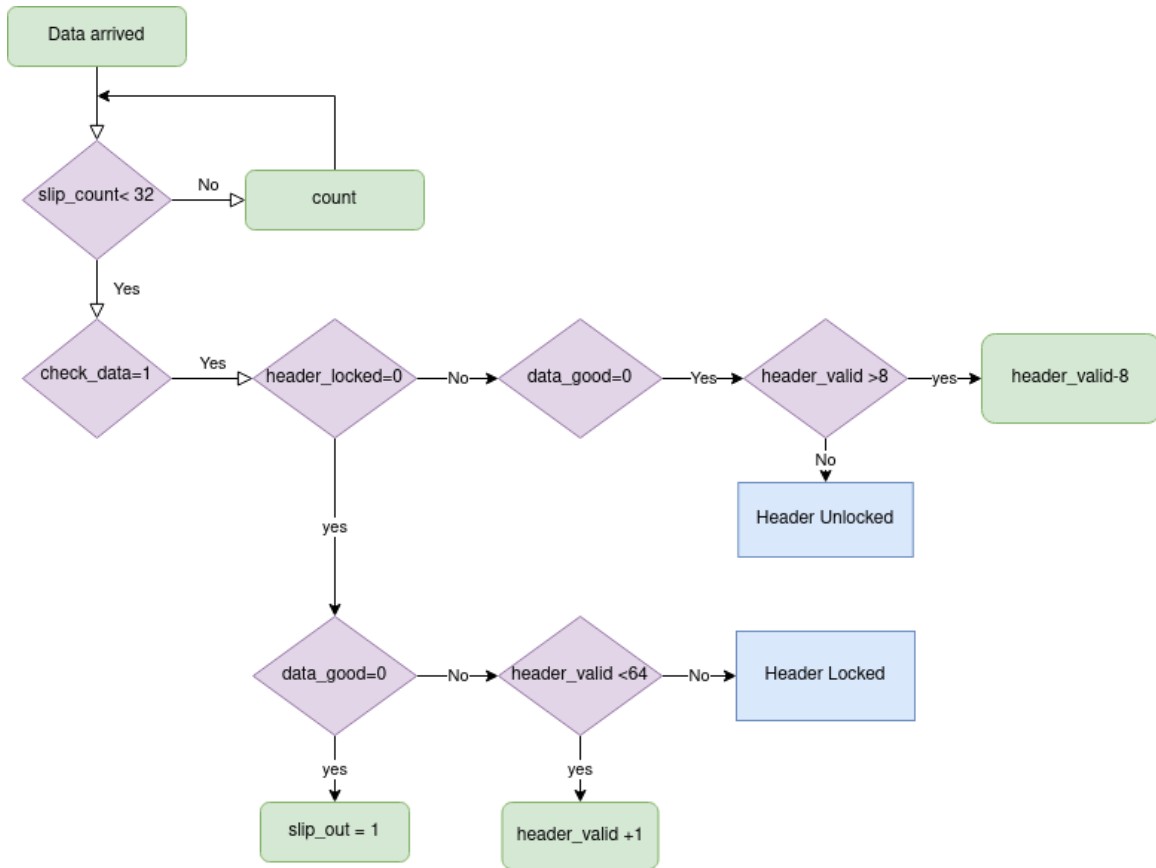 Data arrived
slip_count< 32
No
count
Yes
check_data=1
Yes
header_locked=0
No
data_good=0
Yes
header_valid >8
yes
header_valid-8
No
Header Unlocked
yes
data_good=0
No
header_valid <64
No
Header Locked
yes
yes
slip_out = 1
header_valid +1